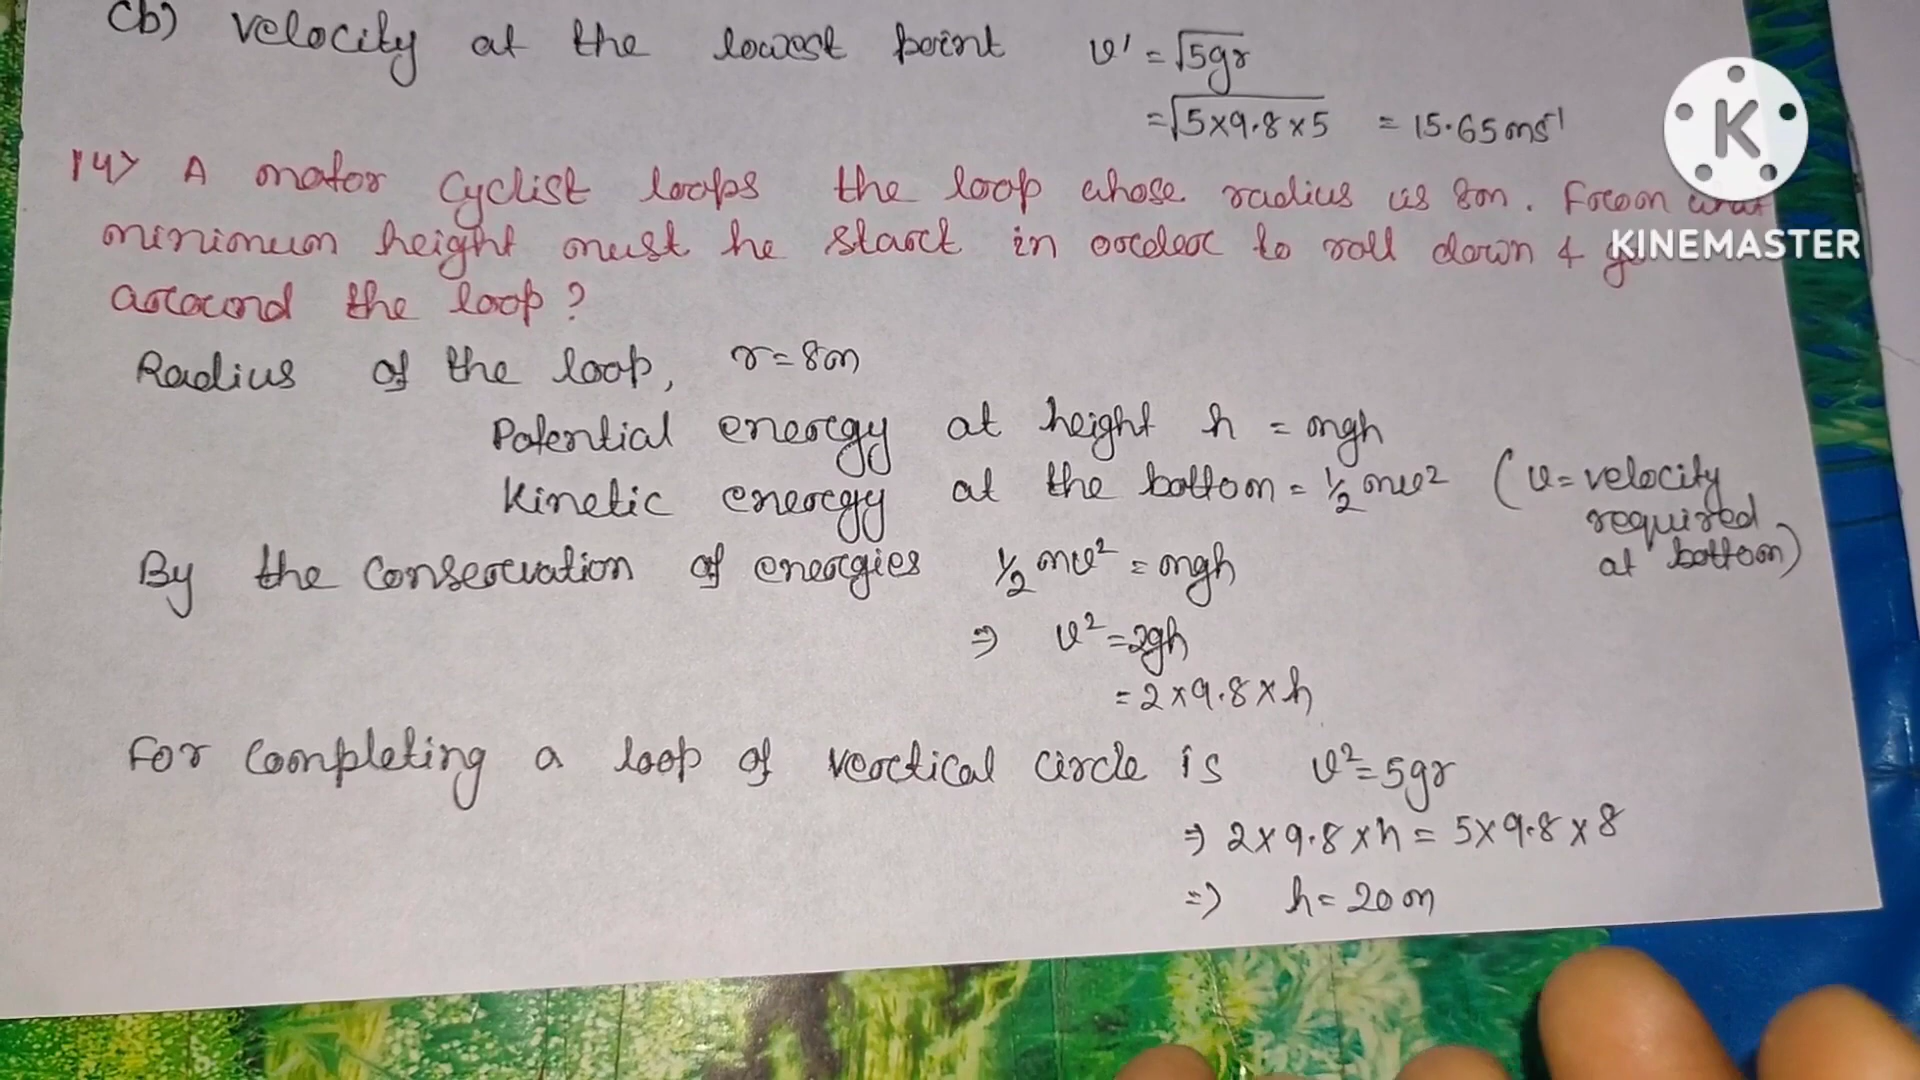 (b) Velocity at the lowest point v' = √5gr
= √5×9.8×5 = 15.65 ms⁻¹
K
KINEMASTER
14> A motor cyclist loops the loop whose radius is 8m. From what
minimum height must he start in order to roll down & go
around the loop?
Radius of the loop, r = 8m
Potential energy at height h = mgh
Kinetic energy at the bottom = ½ mv² (v = velocity
required
at bottom)
By the conservation of energies ½ mv² = mgh
⇒ v² = 2gh
= 2×9.8×h
For completing a loop of vertical circle is v² = 5gr
⇒ 2×9.8×h = 5×9.8×8
⇒ h = 20m